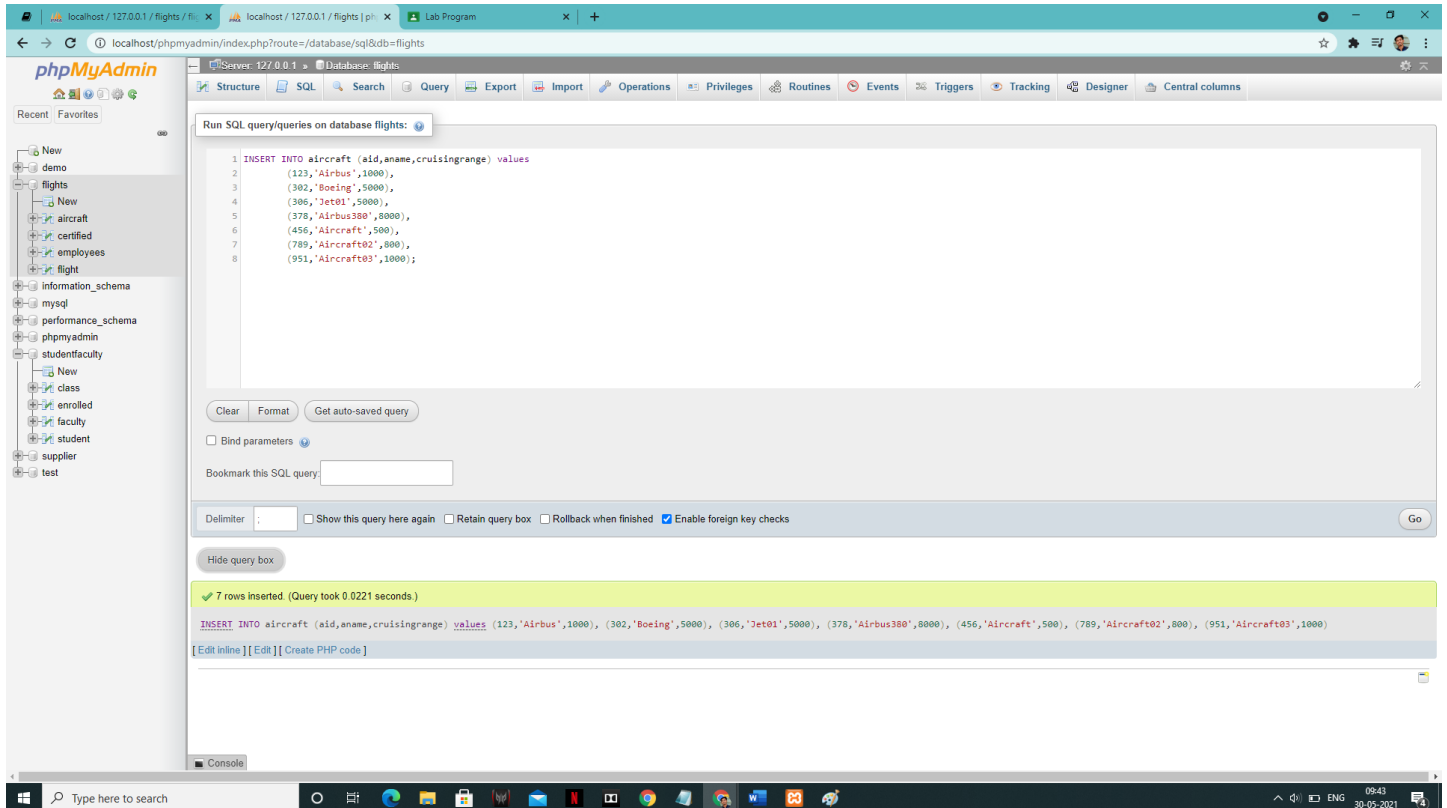 localhost / 127.0.0.1 / flights / fli
localhost / 127.0.0.1 / flights | ph
Lab Program
localhost/phpmyadmin/index.php?route=/database/sql&db=flights
phpMyAdmin
Server: 127.0.0.1 » Database: flights
Structure SQL Search Query Export Import Operations Privileges Routines Events Triggers Tracking Designer Central columns
Recent Favorites
New
demo
flights
New
aircraft
certified
employees
flight
information_schema
mysql
performance_schema
phpmyadmin
studentfaculty
New
class
enrolled
faculty
student
supplier
test
Run SQL query/queries on database flights:
1 INSERT INTO aircraft (aid,aname,cruisingrange) values
2 (123,'Airbus',1000),
3 (302,'Boeing',5000),
4 (306,'Jet01',5000),
5 (378,'Airbus380',8000),
6 (456,'Aircraft',500),
7 (789,'Aircraft02',800),
8 (951,'Aircraft03',1000);
Clear Format Get auto-saved query
Bind parameters
Bookmark this SQL query:
Delimiter ; Show this query here again Retain query box Rollback when finished Enable foreign key checks Go
Hide query box
7 rows inserted. (Query took 0.0221 seconds.)
INSERT INTO aircraft (aid,aname,cruisingrange) values (123,'Airbus',1000), (302,'Boeing',5000), (306,'Jet01',5000), (378,'Airbus380',8000), (456,'Aircraft',500), (789,'Aircraft02',800), (951,'Aircraft03',1000)
[ Edit inline ] [ Edit ] [ Create PHP code ]
Console
Type here to search
ENG
09:43
30-05-2021